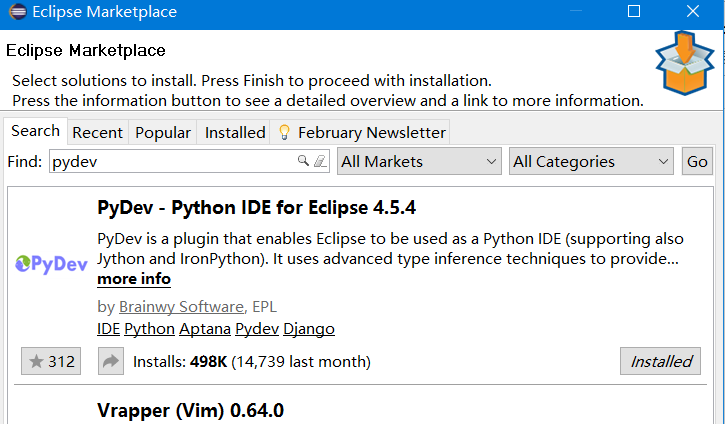 Eclipse Marketplace
Eclipse Marketplace
Select solutions to install. Press Finish to proceed with installation.
Press the information button to see a detailed overview and a link to more information.
Search Recent Popular Installed February Newsletter
Find: pydev All Markets All Categories Go
PyDev - Python IDE for Eclipse 4.5.4
PyDev is a plugin that enables Eclipse to be used as a Python IDE (supporting also
Jython and IronPython). It uses advanced type inference techniques to provide...
more info
PyDev
by Brainwy Software, EPL
IDE Python Aptana Pydev Django
312 Installs: 498K (14,739 last month) Installed
Vrapper (Vim) 0.64.0